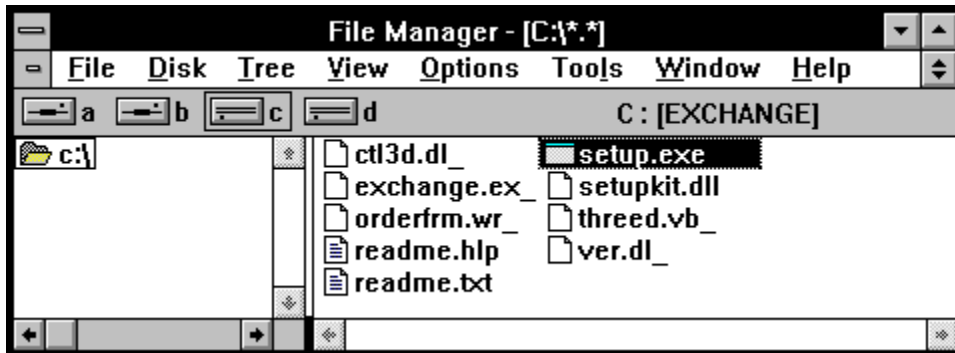 File Manager - [C:\*.*]
File Disk Tree View Options Tools Window Help
a b c d C : [EXCHANGE]
c:\
ctl3d.dl_ setup.exe
exchange.ex_ setupkit.dll
orderfrm.wr_ threed.vb_
readme.hlp ver.dl_
readme.txt